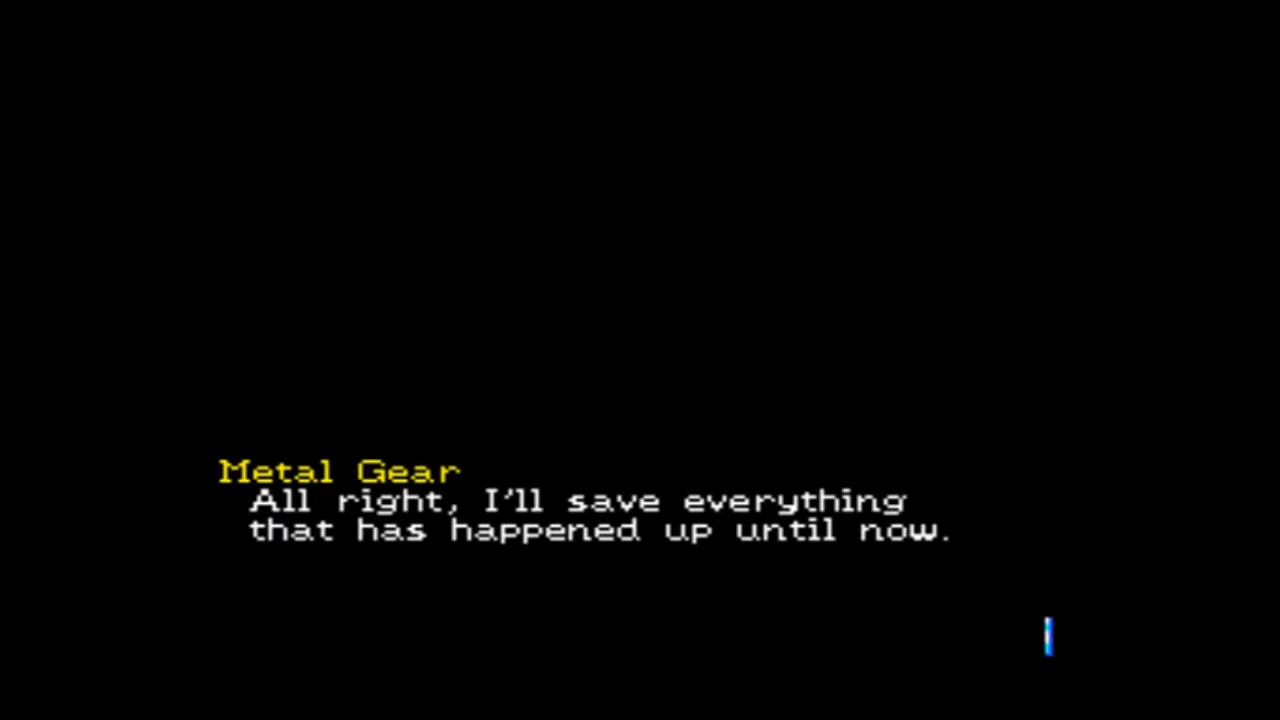 Metal Gear
All right, I'll save everything
that has happened up until now.